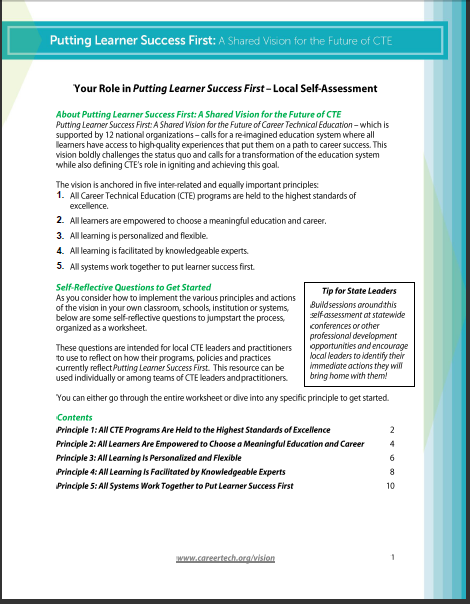 Putting Learner Success First: A Shared Vision for the Future of CTE
Your Role in Putting Learner Success First – Local Self-Assessment
About Putting Learner Success First: A Shared Vision for the Future of CTE
Putting Learner Success First: A Shared Vision for the Future of Career Technical Education – which is
supported by 12 national organizations – calls for a re-imagined education system where all
learners have access to high-quality experiences that put them on a path to career success. This
vision boldly challenges the status quo and calls for a transformation of the education system
while also defining CTE's role in igniting and achieving this goal.
The vision is anchored in five inter-related and equally important principles:
1. All Career Technical Education (CTE) programs are held to the highest standards of
excellence.
2. All learners are empowered to choose a meaningful education and career.
3. All learning is personalized and flexible.
4. All learning is facilitated by knowledgeable experts.
5. All systems work together to put learner success first.
Self-Reflective Questions to Get Started
As you consider how to implement the various principles and actions
of the vision in your own classroom, schools, institution or systems,
below are some self-reflective questions to jumpstart the process,
organized as a worksheet.
These questions are intended for local CTE leaders and practitioners
to use to reflect on how their programs, policies and practices
currently reflect Putting Learner Success First. This resource can be
used individually or among teams of CTE leaders and practitioners.
Tip for State Leaders
Build sessions around this
self-assessment at statewide
conferences or other
professional development
opportunities and encourage
local leaders to identify their
immediate actions they will
bring home with them!
You can either go through the entire worksheet or dive into any specific principle to get started.
Contents
Principle 1: All CTE Programs Are Held to the Highest Standards of Excellence 2
Principle 2: All Learners Are Empowered to Choose a Meaningful Education and Career 4
Principle 3: All Learning Is Personalized and Flexible 6
Principle 4: All Learning Is Facilitated by Knowledgeable Experts 8
Principle 5: All Systems Work Together to Put Learner Success First 10
www.careertech.org/vision 1